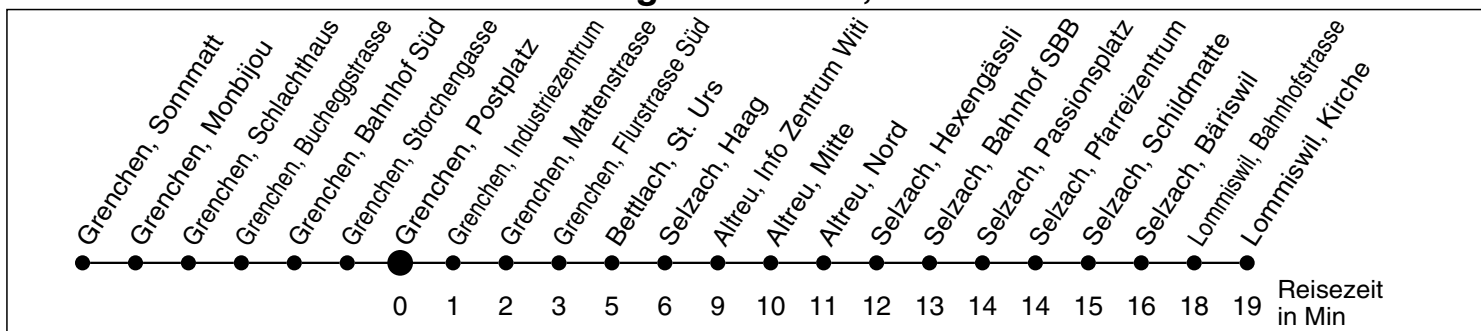 Grenchen, Sonnmatt
Grenchen, Monbijou
Grenchen, Schlachthaus
Grenchen, Bucheggstrasse
Grenchen, Bahnhof Süd
Grenchen, Storchengasse
Grenchen, Postplatz
Grenchen, Industriezentrum
Grenchen, Mattenstrasse
Grenchen, Flurstrasse Süd
Bettlach, St. Urs
Selzach, Haag
Altreu, Info Zentrum Witi
Altreu, Mitte
Altreu, Nord
Selzach, Hexengässli
Selzach, Bahnhof SBB
Selzach, Passionsplatz
Selzach, Pfarreizentrum
Selzach, Schildmatte
Selzach, Bäriswil
Lommiswil, Bahnhofstrasse
Lommiswil, Kirche
0 1 2 3 5 6 9 10 11 12 13 14 14 15 16 18 19 Reisezeit
in Min